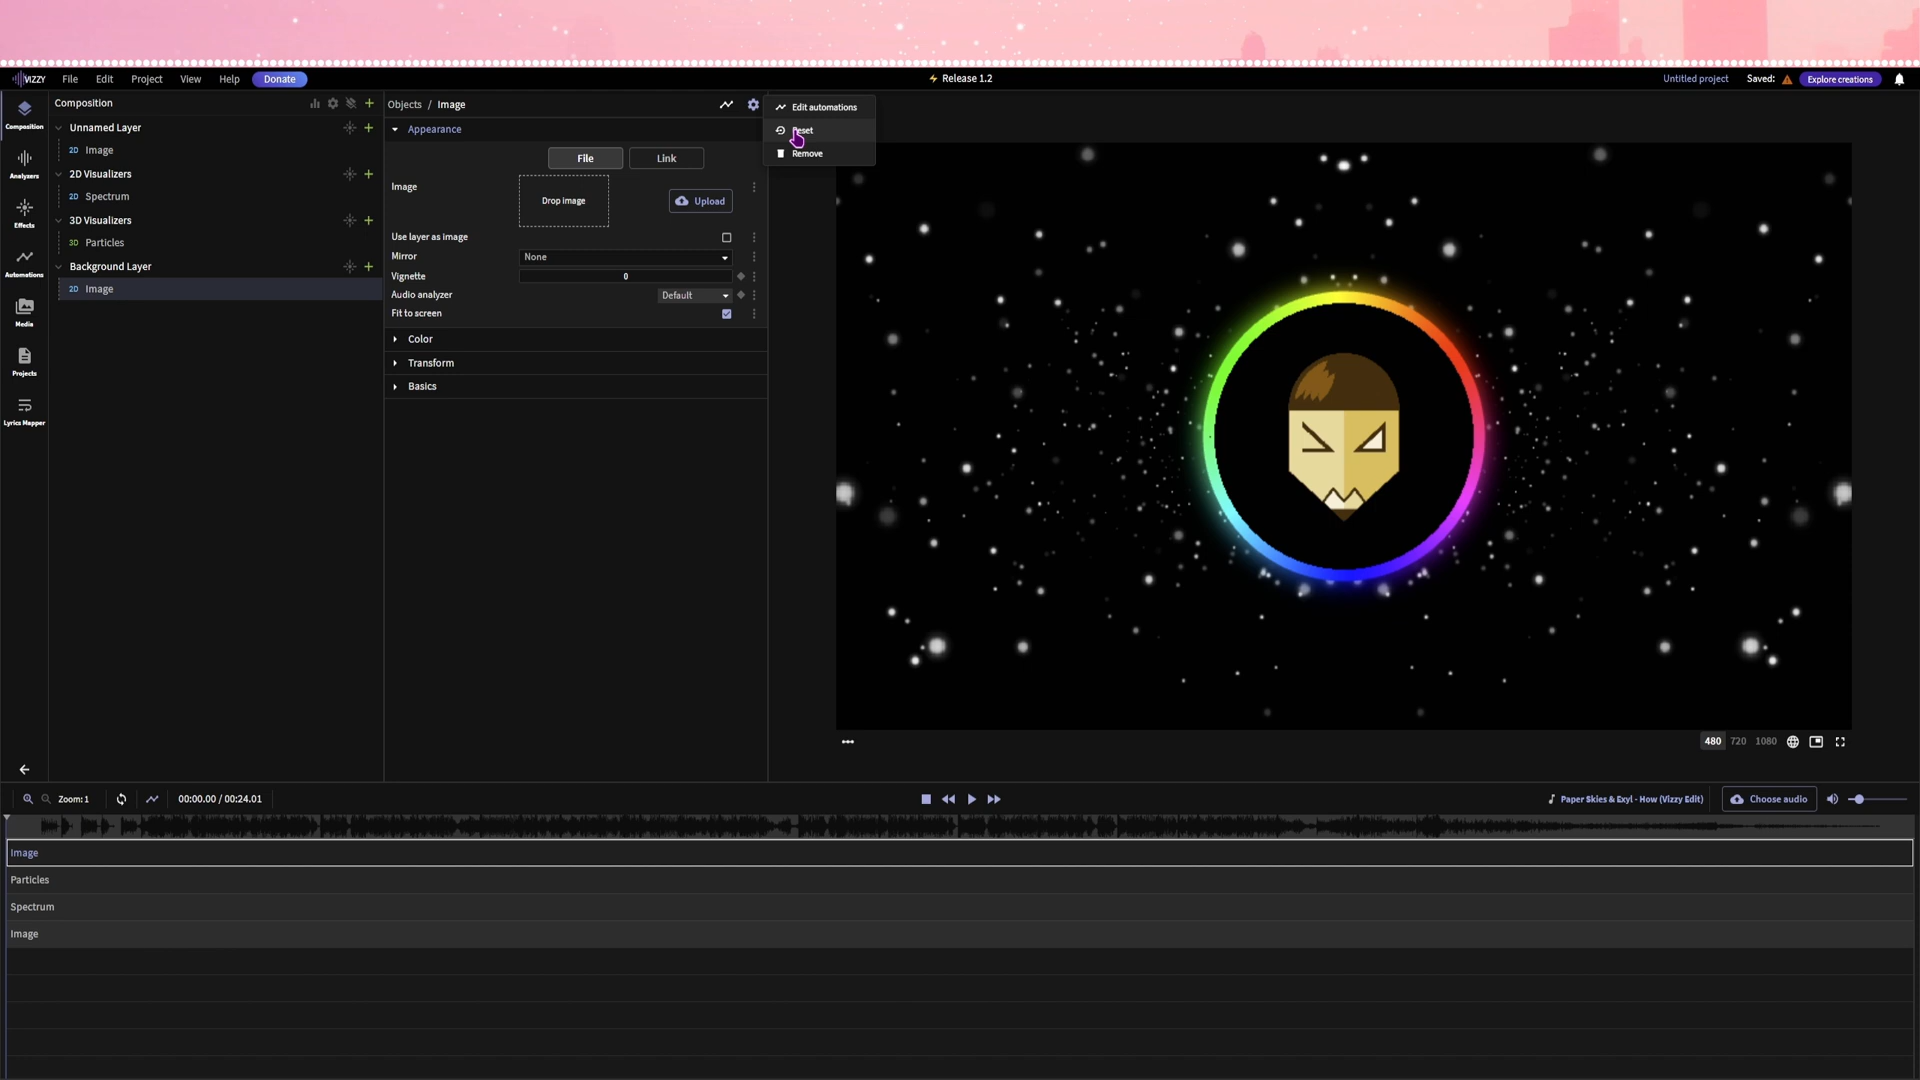 VIZZY File Edit Project View Help Donate
Release 1.2
Untitled project Saved: Explore creations
Composition
Analyzers
Effects
Automations
Media
Projects
Lyrics Mapper
Composition
Unnamed Layer
2D Image
2D Visualizers
2D Spectrum
3D Visualizers
3D Particles
Background Layer
2D Image
Objects / Image
Appearance
File Link
Image Drop image Upload
Use layer as image
Mirror None
Vignette 0
Audio analyzer Default
Fit to screen
Color
Transform
Basics
Edit automations
Reset
Remove
480 720 1080
Zoom: 1 00:00.00 / 00:24.01
Paper Skies & Exyl - How (Vizzy Edit) Choose audio
Image
Particles
Spectrum
Image